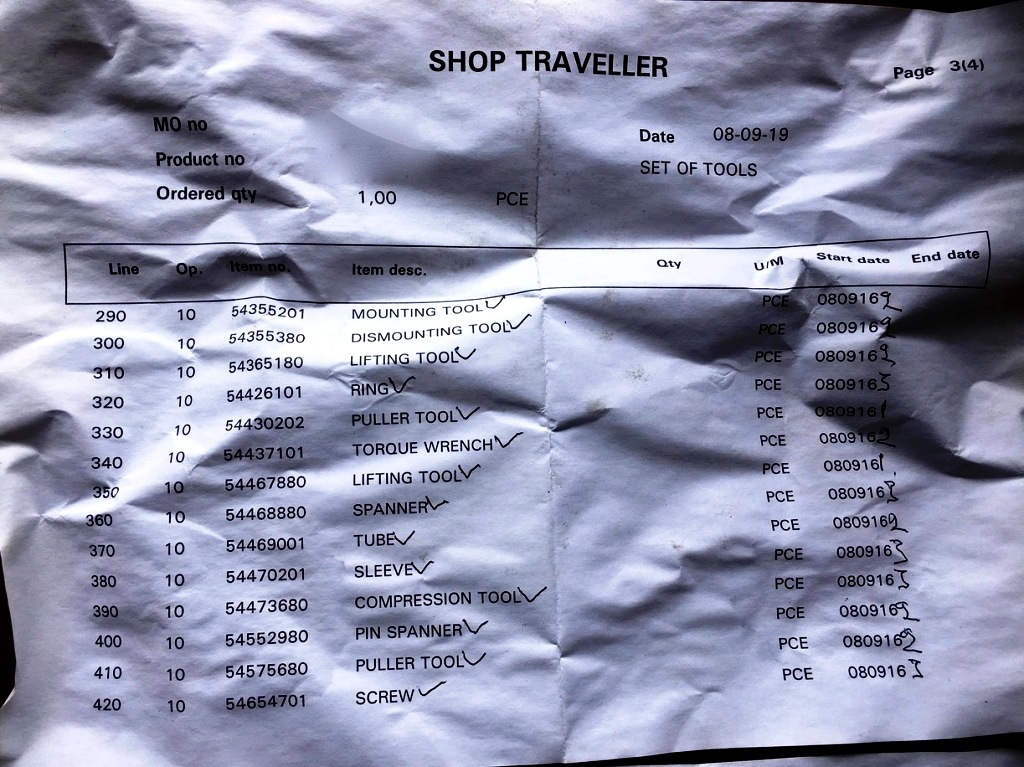 SHOP TRAVELLER
Page 3(4)
MO no
Date 08-09-19
Product no
SET OF TOOLS
Ordered qty 1,00 PCE
Line Op. Item no. Item desc. Qty U/M Start date End date
290 10 54355201 MOUNTING TOOL ✓ PCE 080916
300 10 54355380 DISMOUNTING TOOL ✓ PCE 080916
310 10 54365180 LIFTING TOOL ✓ PCE 080916
320 10 54426101 RING ✓ PCE 080916
330 10 54430202 PULLER TOOL ✓ PCE 080916
340 10 54437101 TORQUE WRENCH ✓ PCE 080916
350 10 54467880 LIFTING TOOL ✓ PCE 080916
360 10 54468880 SPANNER ✓ PCE 080916
370 10 54469001 TUBE ✓ PCE 080916
380 10 54470201 SLEEVE ✓ PCE 080916
390 10 54473680 COMPRESSION TOOL ✓ PCE 080916
400 10 54552980 PIN SPANNER ✓ PCE 080916
410 10 54575680 PULLER TOOL ✓ PCE 080916
420 10 54654701 SCREW ✓ PCE 080916